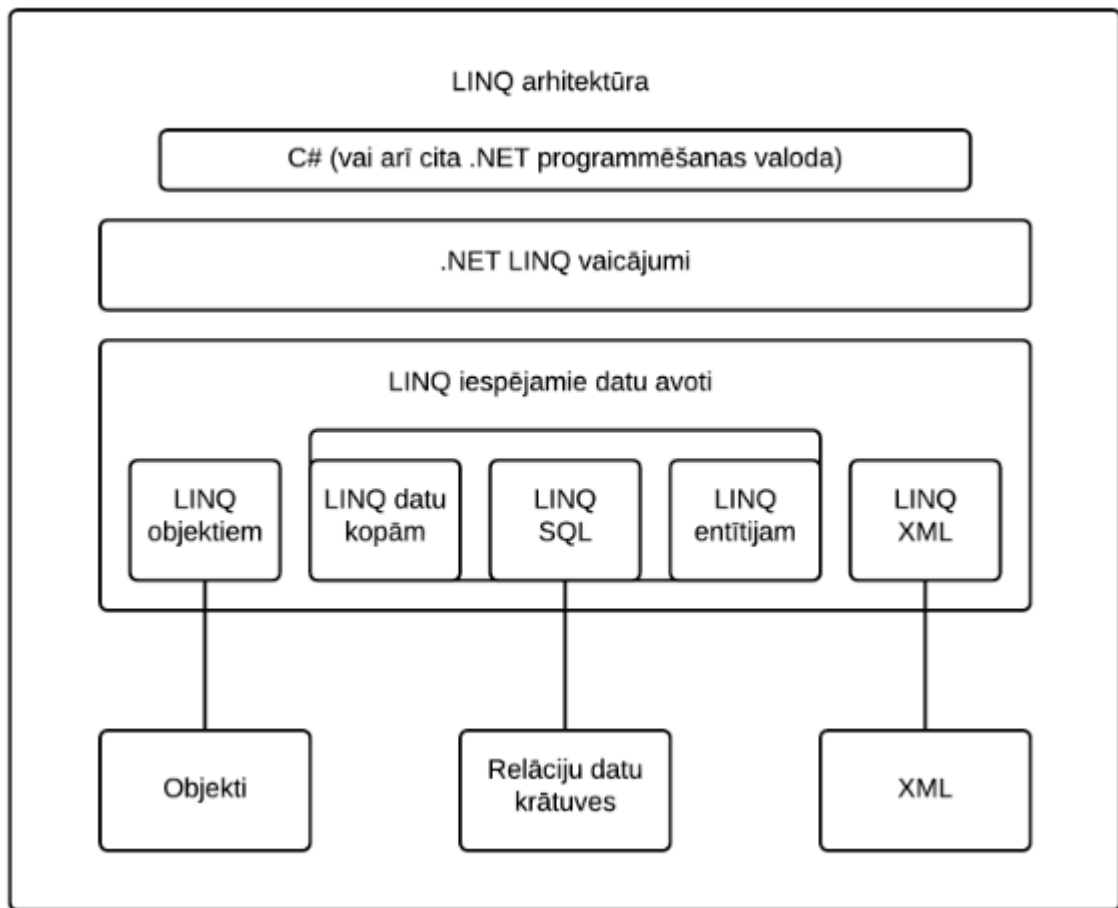 LINQ arhitektūra
C# (vai arī cita .NET programmēšanas valoda)
.NET LINQ vaicājumi
LINQ iespējamie datu avoti
LINQ
objektiem
LINQ datu
kopām
LINQ
SQL
LINQ
entītijam
LINQ
XML
Objekti
Relāciju datu
krātuves
XML